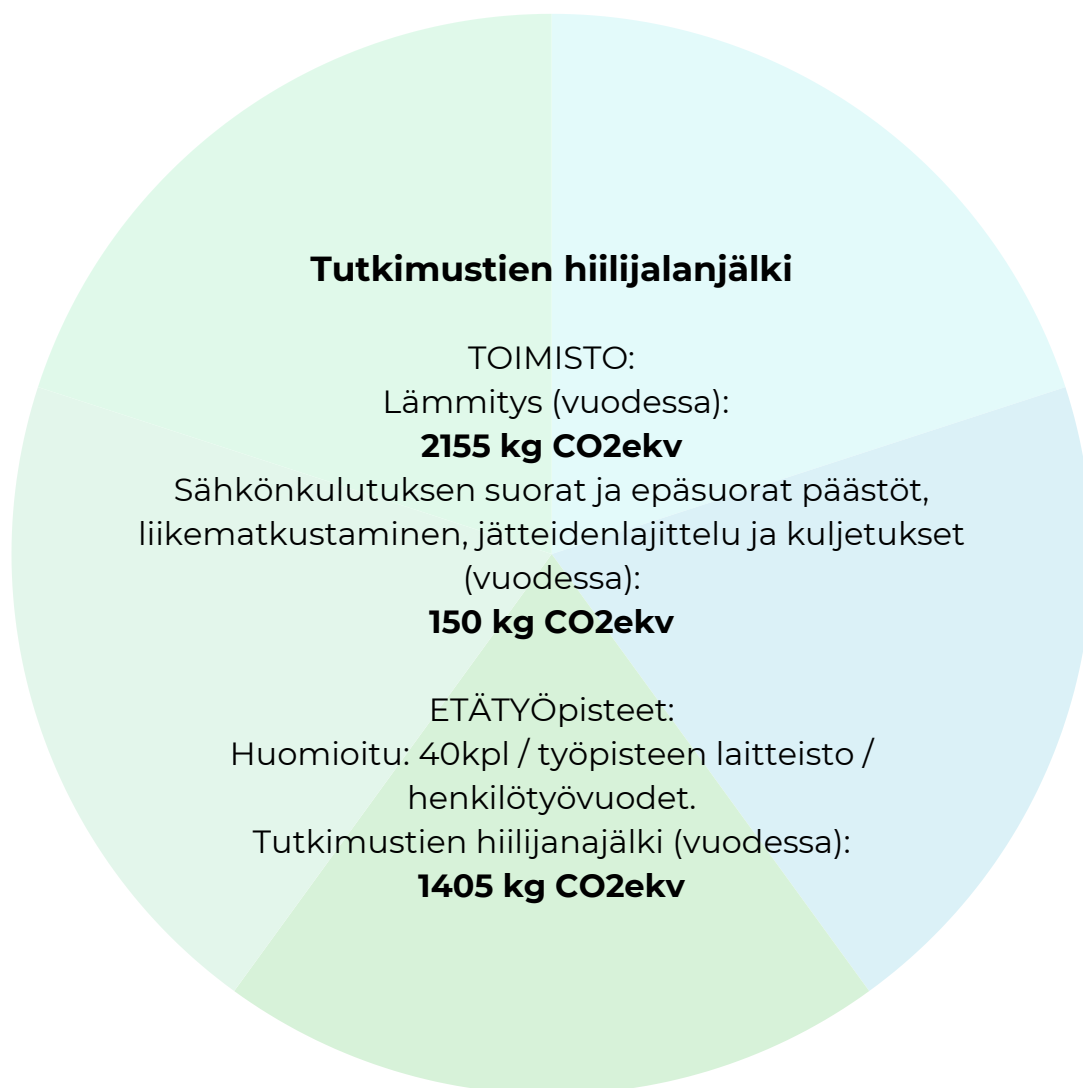 Tutkimustien hiilijalanjälki
TOIMISTO:
Lämmitys (vuodessa):
2155 kg CO2ekv
Sähkönkulutuksen suorat ja epäsuorat päästöt,
liikematkustaminen, jätteidenlajittelu ja kuljetukset
(vuodessa):
150 kg CO2ekv
ETÄTYÖpisteet:
Huomioitu: 40kpl / työpisteen laitteisto /
henkilötyövuodet.
Tutkimustien hiilijanajälki (vuodessa):
1405 kg CO2ekv